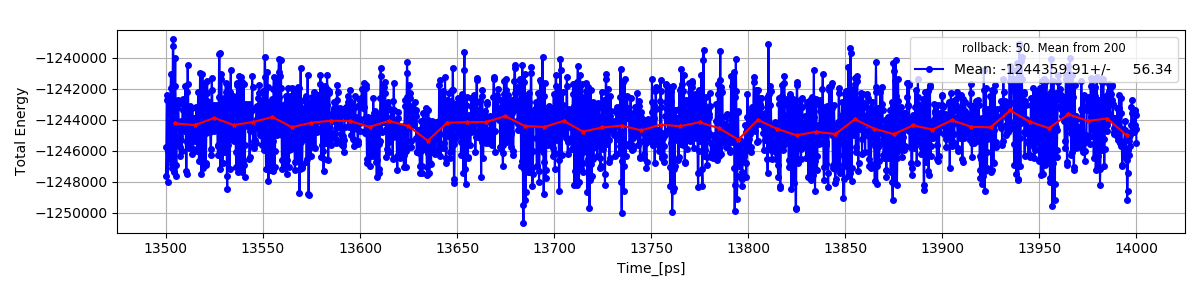 rollback: 50. Mean from 200
Mean: -1244359.91+/-     56.34
Total Energy
−1240000
−1242000
−1244000
−1246000
−1248000
−1250000
13500 13550 13600 13650 13700 13750 13800 13850 13900 13950 14000
Time_[ps]